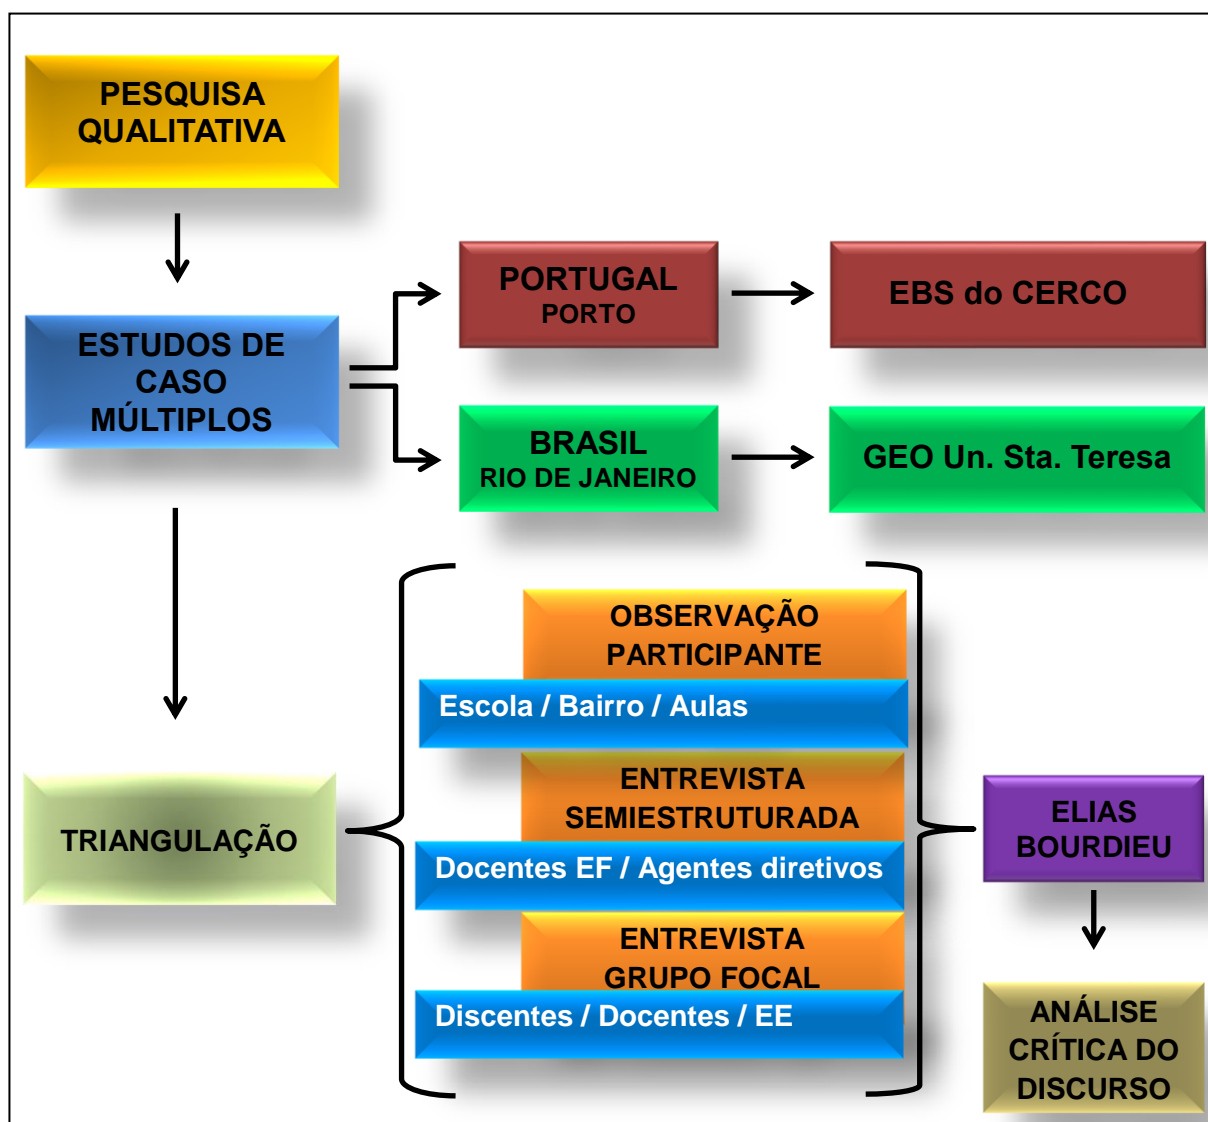 PESQUISA
QUALITATIVA
ESTUDOS DE
CASO
MÚLTIPLOS
PORTUGAL
PORTO
EBS do CERCO
BRASIL
RIO DE JANEIRO
GEO Un. Sta. Teresa
TRIANGULAÇÃO
OBSERVAÇÃO
PARTICIPANTE
Escola / Bairro / Aulas
ENTREVISTA
SEMIESTRUTURADA
Docentes EF / Agentes diretivos
ENTREVISTA
GRUPO FOCAL
Discentes / Docentes / EE
ELIAS
BOURDIEU
ANÁLISE
CRÍTICA DO
DISCURSO